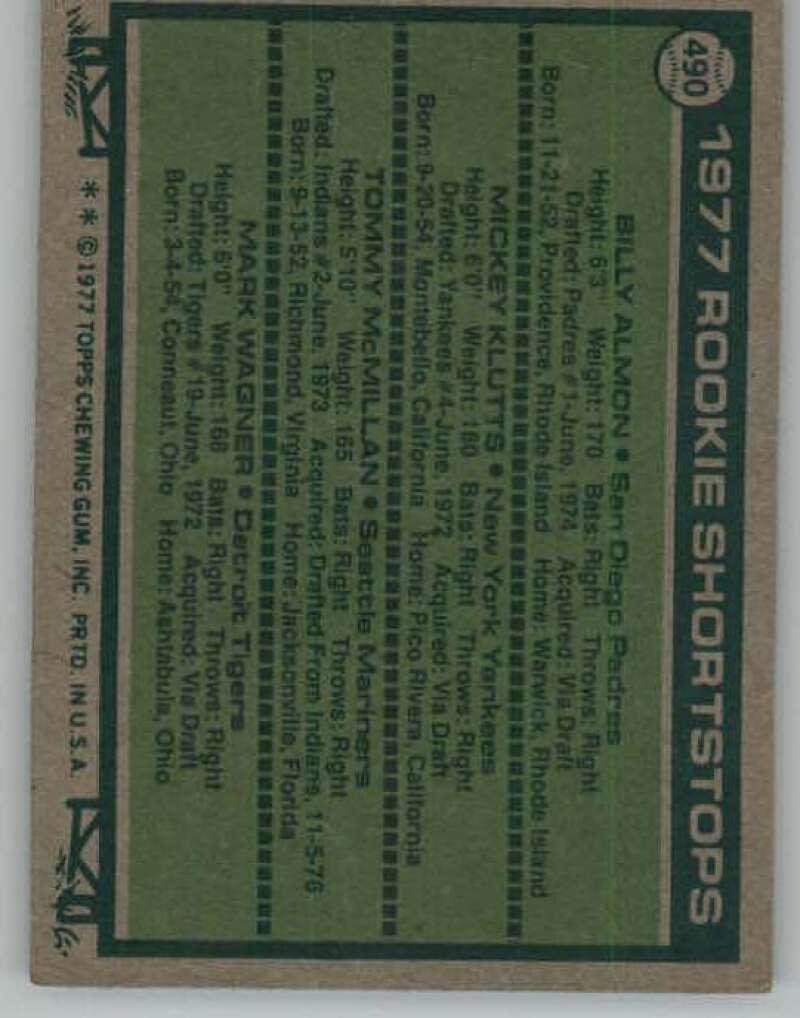 490
1977 ROOKIE SHORTSTOPS
BILLY ALMON • San Diego Padres
Height: 6'3" Weight: 170 Bats: Right Throws: Right
Drafted: Padres #1-June, 1974 Acquired: Via Draft
Born: 11-21-52, Providence, Rhode Island Home: Warwick, Rhode Island
MICKEY KLUTTS • New York Yankees
Height: 6'0" Weight: 180 Bats: Right Throws: Right
Drafted: Yankees #4-June, 1972 Acquired: Via Draft
Born: 9-20-54, Montebello, California Home: Pico Rivera, California
TOMMY McMILLAN • Seattle Mariners
Height: 5'10" Weight: 165 Bats: Right Throws: Right
Drafted: Indians #2-June, 1973 Acquired: Drafted From Indians, 11-5-76
Born: 9-13-52, Richmond, Virginia Home: Jacksonville, Florida
MARK WAGNER • Detroit Tigers
Height: 6'0" Weight: 168 Bats: Right Throws: Right
Drafted: Tigers #19-June, 1972 Acquired: Via Draft
Born: 3-4-54, Conneaut, Ohio Home: Ashtabula, Ohio
* * © 1977 TOPPS CHEWING GUM, INC. PRTD. IN U.S.A.